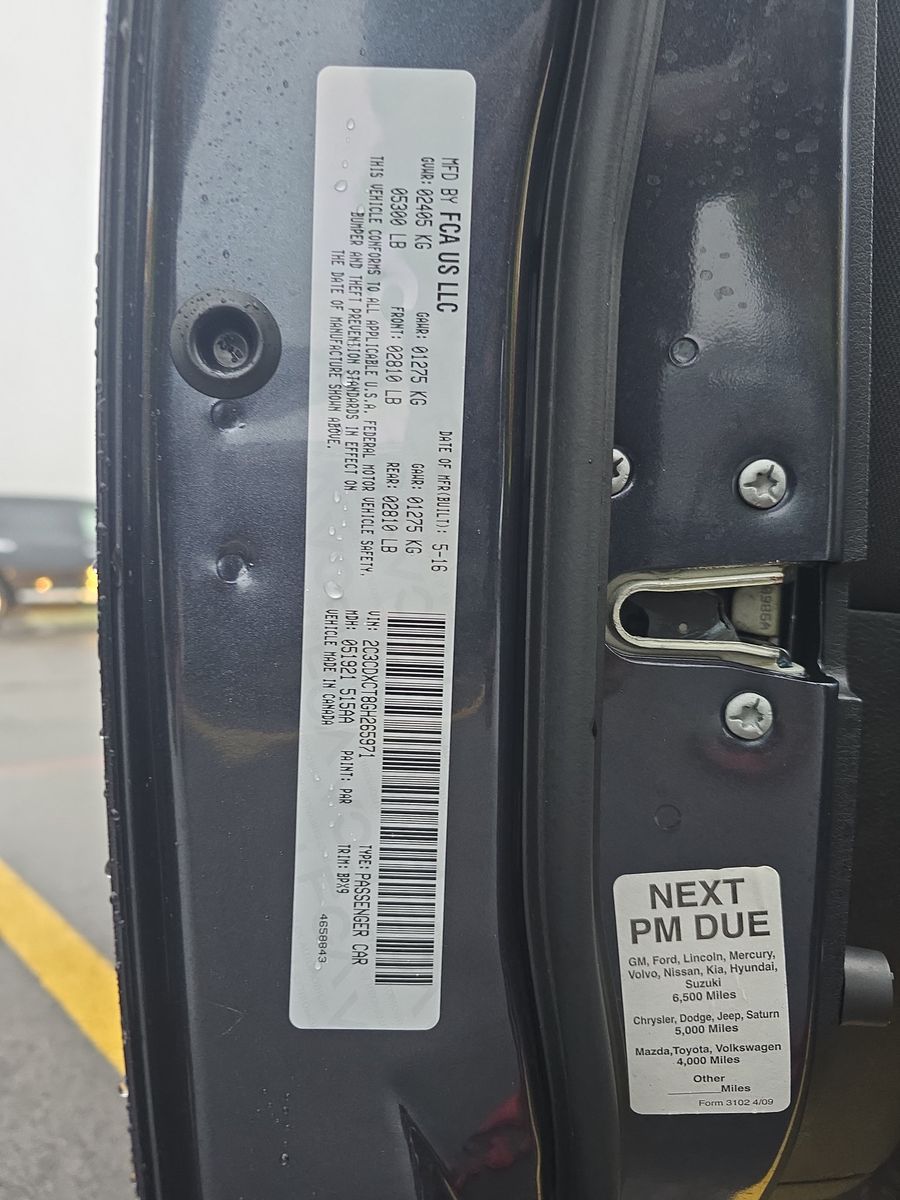 MFD BY FCA US LLC DATE OF MFR(BUILT): 5-16
GVWR: 02405 KG GAWR: 01275 KG GAWR: 01275 KG
05300 LB FRONT: 02810 LB REAR: 02810 LB
THIS VEHICLE CONFORMS TO ALL APPLICABLE U.S.A. FEDERAL MOTOR VEHICLE SAFETY,
BUMPER AND THEFT PREVENTION STANDARDS IN EFFECT ON
THE DATE OF MANUFACTURE SHOWN ABOVE.
VIN: 2C3CDXCT8GH265971 TYPE: PASSENGER CAR
MDH: 051921 515AA PAINT: PAR TRIM: BPX9
VEHICLE MADE IN CANADA 4658643
NEXT
PM DUE
GM, Ford, Lincoln, Mercury,
Volvo, Nissan, Kia, Hyundai,
Suzuki
6,500 Miles
Chrysler, Dodge, Jeep, Saturn
5,000 Miles
Mazda,Toyota, Volkswagen
4,000 Miles
Other
________Miles
Form 3102 4/09